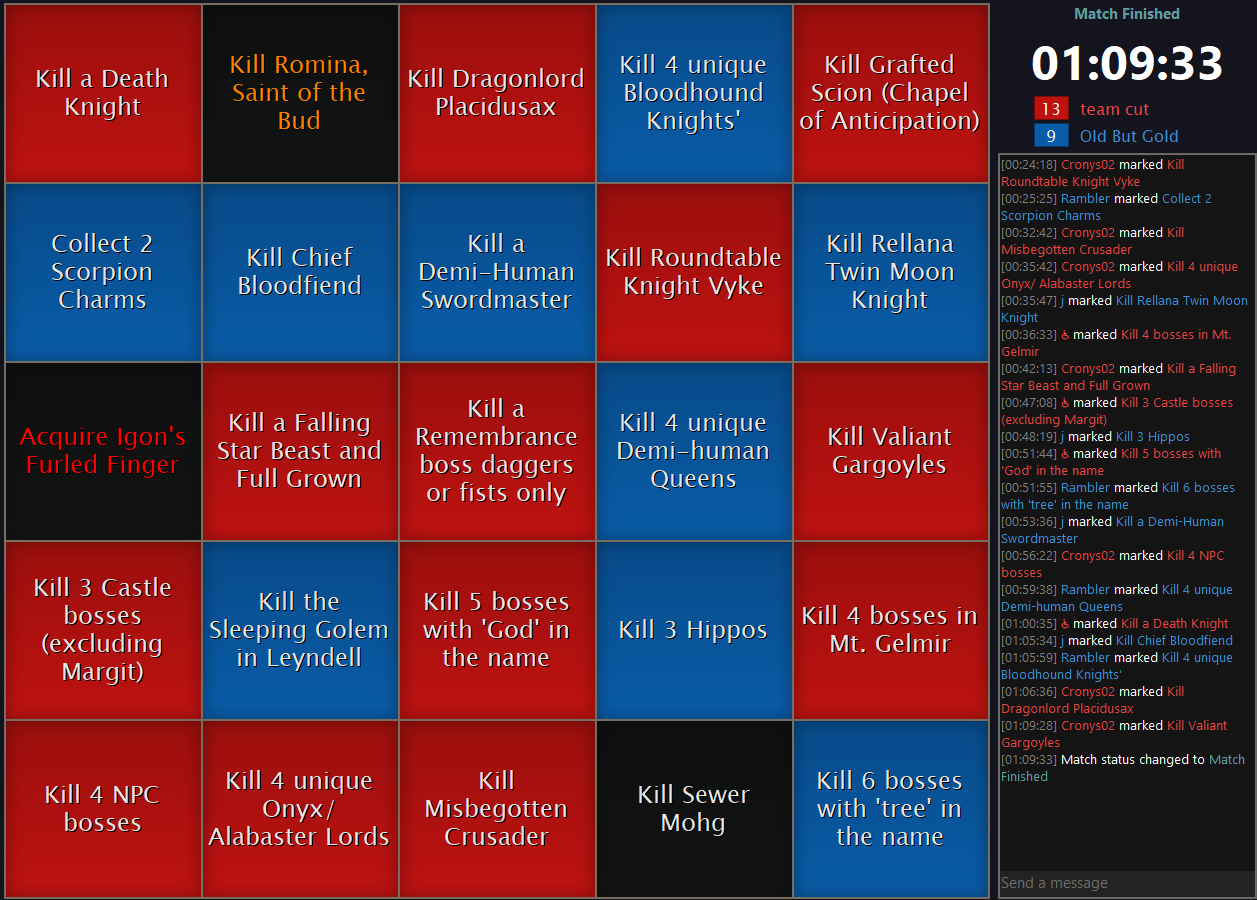 Kill a Death
Knight
Kill Romina,
Saint of the
Bud
Kill Dragonlord
Placidusax
Kill 4 unique
Bloodhound
Knights'
Kill Grafted
Scion (Chapel
of Anticipation)
Collect 2
Scorpion
Charms
Kill Chief
Bloodfiend
Kill a
Demi-Human
Swordmaster
Kill Roundtable
Knight Vyke
Kill Rellana
Twin Moon
Knight
Acquire Igon's
Furled Finger
Kill a Falling
Star Beast and
Full Grown
Kill a
Remembrance
boss daggers
or fists only
Kill 4 unique
Demi-human
Queens
Kill Valiant
Gargoyles
Kill 3 Castle
bosses
(excluding
Margit)
Kill the
Sleeping Golem
in Leyndell
Kill 5 bosses
with 'God' in
the name
Kill 3 Hippos
Kill 4 bosses in
Mt. Gelmir
Kill 4 NPC
bosses
Kill 4 unique
Onyx/
Alabaster Lords
Kill
Misbegotten
Crusader
Kill Sewer
Mohg
Kill 6 bosses
with 'tree' in
the name
Match Finished
01:09:33
13 team cut
9 Old But Gold
[00:24:18] Cronys02 marked Kill
Roundtable Knight Vyke
[00:25:25] Rambler marked Collect 2
Scorpion Charms
[00:32:42] Cronys02 marked Kill
Misbegotten Crusader
[00:35:42] Cronys02 marked Kill 4 unique
Onyx/ Alabaster Lords
[00:35:47] j marked Kill Rellana Twin Moon
Knight
[00:36:33] ♿ marked Kill 4 bosses in Mt.
Gelmir
[00:42:13] Cronys02 marked Kill a Falling
Star Beast and Full Grown
[00:47:08] ♿ marked Kill 3 Castle bosses
(excluding Margit)
[00:48:19] j marked Kill 3 Hippos
[00:51:44] ♿ marked Kill 5 bosses with
'God' in the name
[00:51:55] Rambler marked Kill 6 bosses
with 'tree' in the name
[00:53:36] j marked Kill a Demi-Human
Swordmaster
[00:56:22] Cronys02 marked Kill 4 NPC
bosses
[00:59:38] Rambler marked Kill 4 unique
Demi-human Queens
[01:00:35] ♿ marked Kill a Death Knight
[01:05:34] j marked Kill Chief Bloodfiend
[01:05:59] Rambler marked Kill 4 unique
Bloodhound Knights'
[01:06:36] Cronys02 marked Kill
Dragonlord Placidusax
[01:09:28] Cronys02 marked Kill Valiant
Gargoyles
[01:09:33] Match status changed to Match
Finished
Send a message